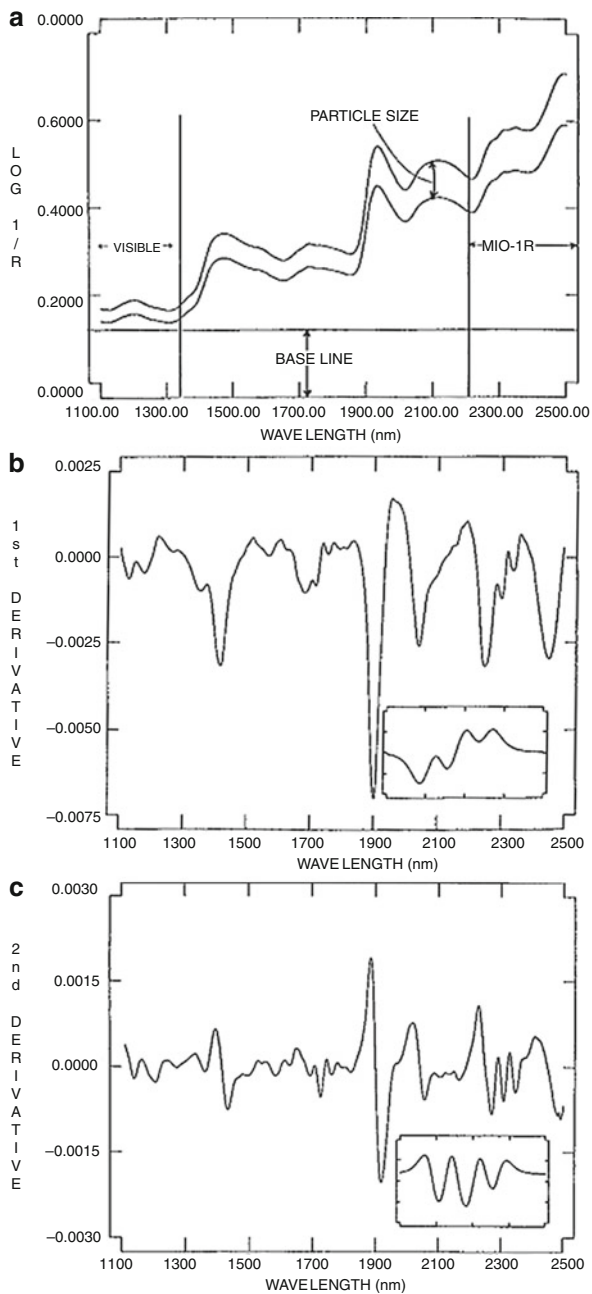 a
0.0000
0.6000
0.4000
0.2000
0.0000
LOG 1/R
PARTICLE SIZE
VISIBLE
MIO-1R
BASE LINE
1100.00 1300.00 1500.00 1700.00 1900.00 2100.00 2300.00 2500.00
WAVE LENGTH (nm)
b
0.0025
0.0000
−0.0025
−0.0050
−0.0075
1st DERIVATIVE
1100 1300 1500 1700 1900 2100 2300 2500
WAVE LENGTH (nm)
c
0.0030
0.0015
0.0000
−0.0015
−0.0030
2nd DERIVATIVE
1100 1300 1500 1700 1900 2100 2300 2500
WAVE LENGTH (nm)